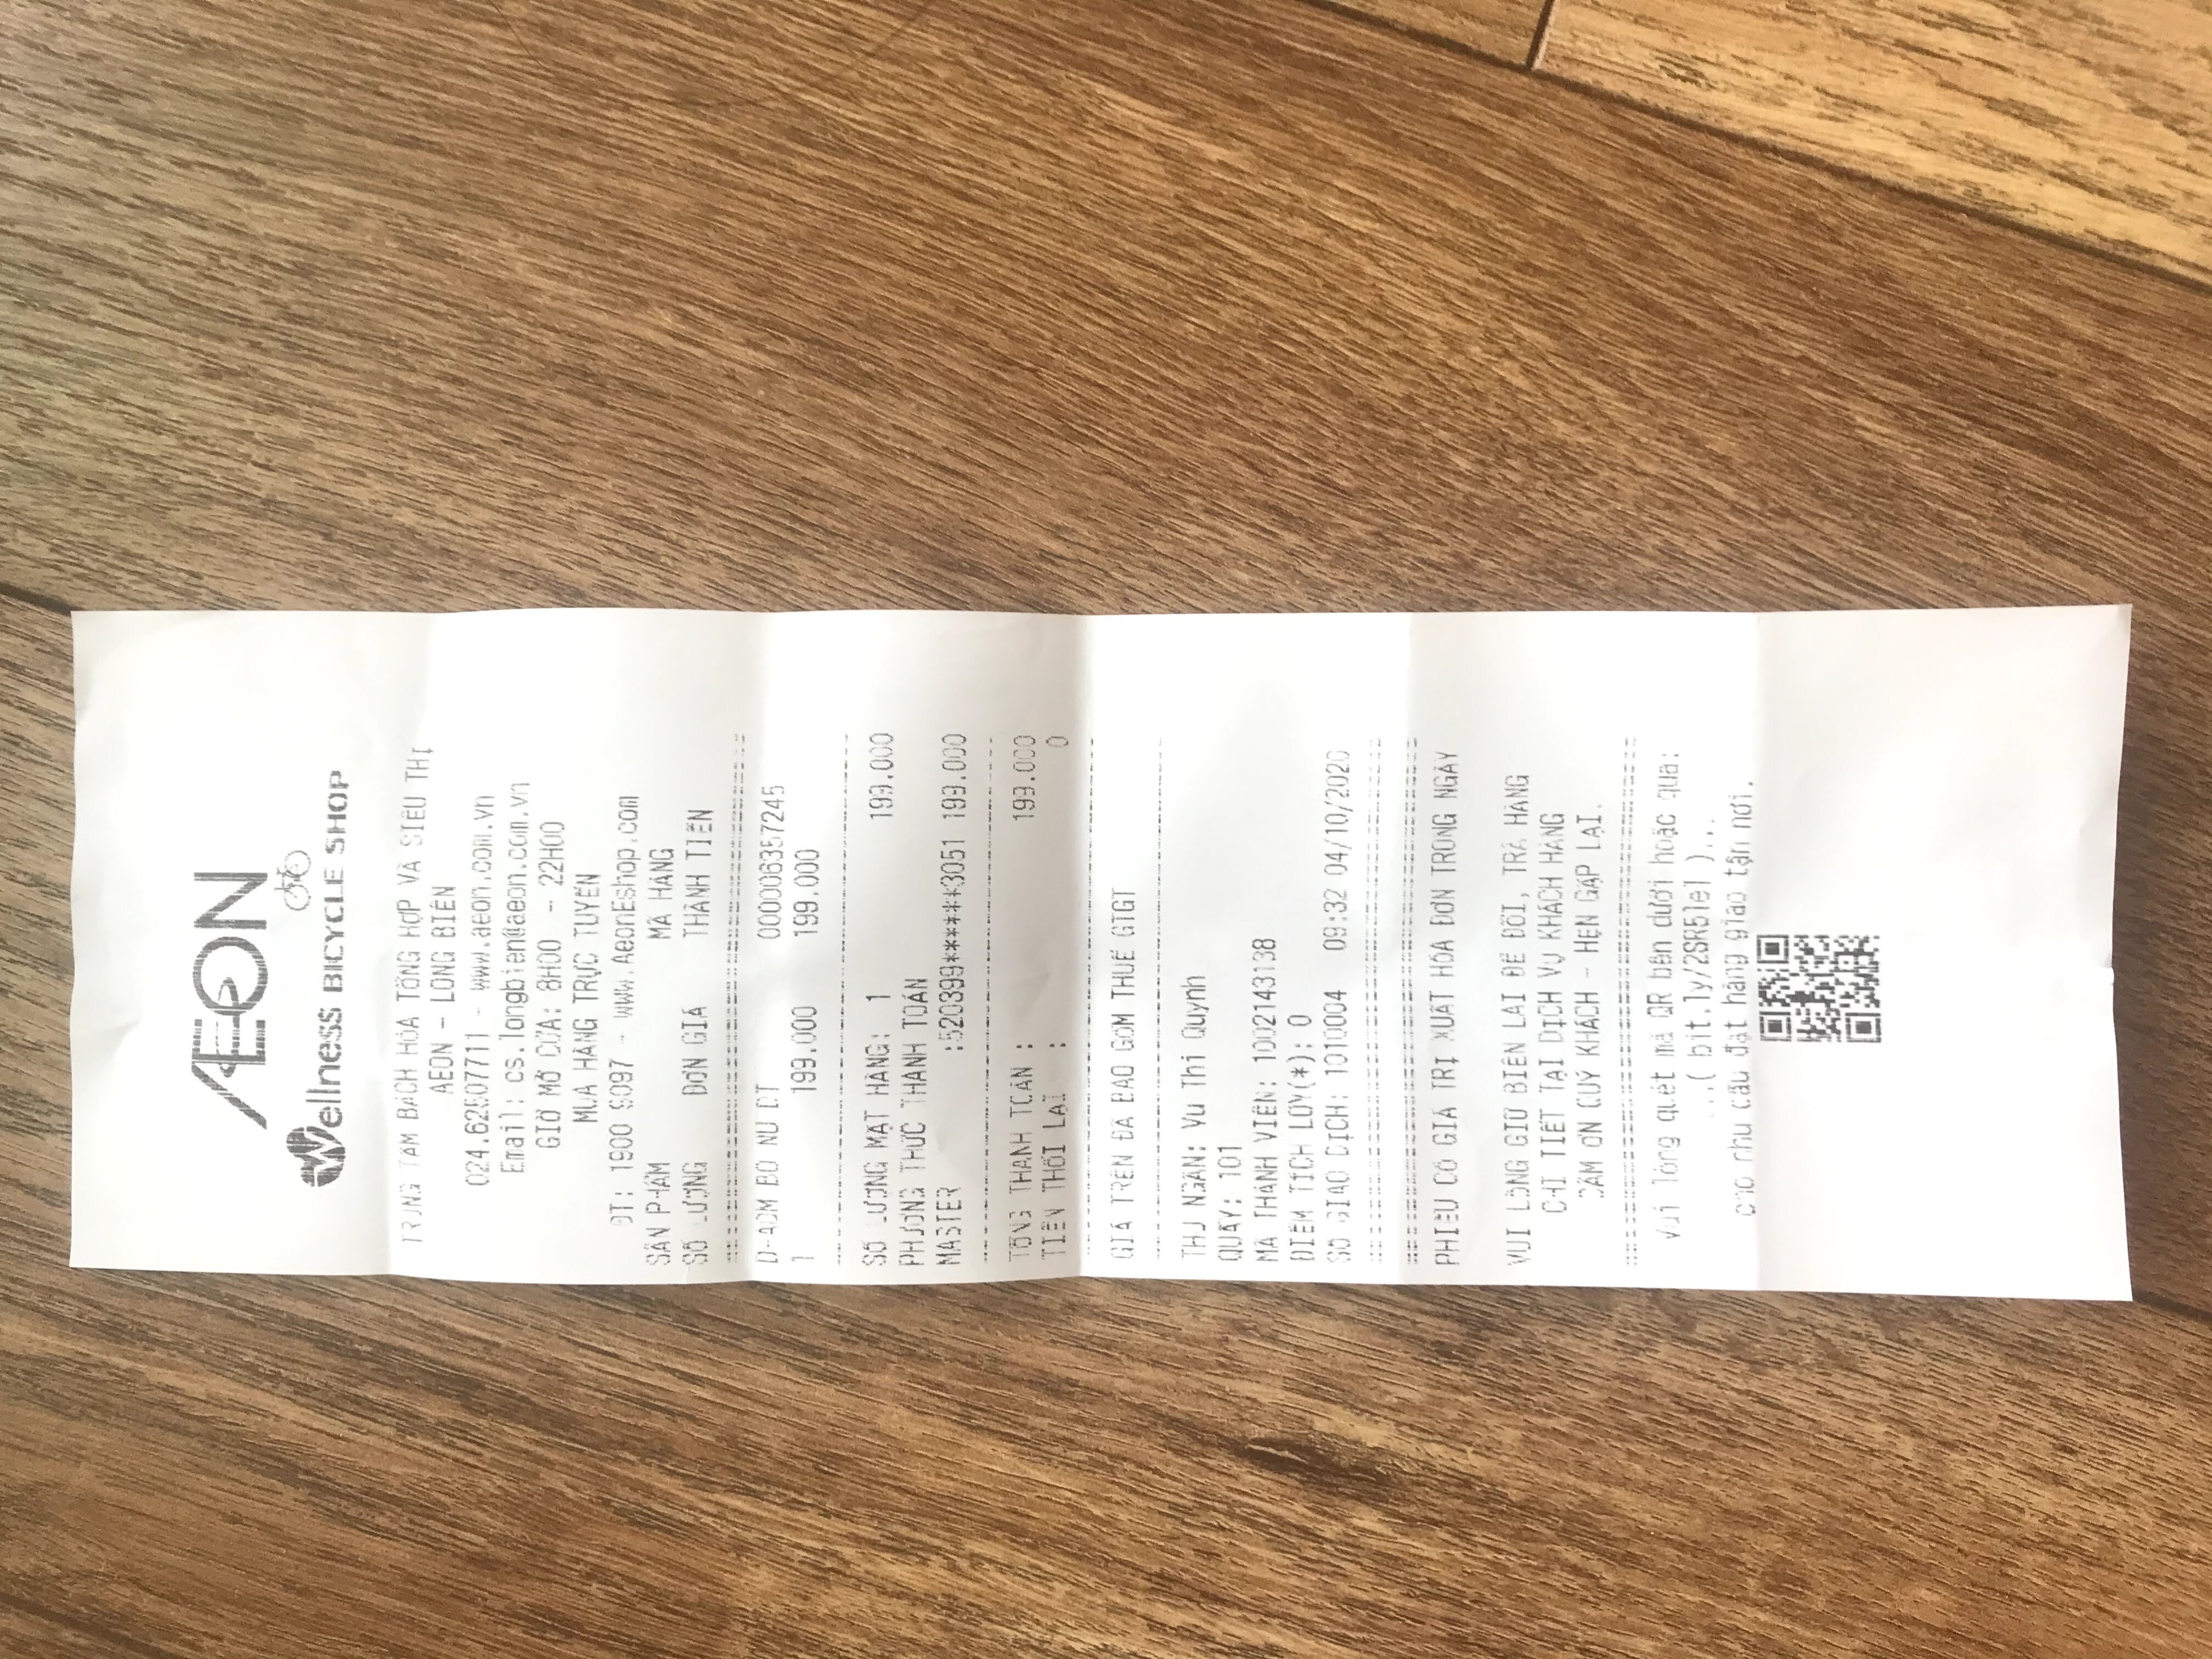 ÆON
Wellness BICYCLE SHOP
TRUNG TÂM BÁCH HÓA TỔNG HỢP VÀ SIÊU THỊ
AEON - LONG BIÊN
024.62507711 - www.aeon.com.vn
Email: cs.longbien@aeon.com.vn
GIỜ MỞ CỬA: 8H00 - 22H00
MUA HÀNG TRỰC TUYẾN
ĐT: 1900 9097 - www.AeonEshop.com
SẢN PHẨM MÃ HÀNG
SỐ LƯỢNG ĐƠN GIÁ THÀNH TIỀN
D-AOM BO NU DT 000006357245
1 199.000 199.000
SỐ LƯỢNG MẶT HÀNG: 1 199.000
PHƯƠNG THỨC THANH TOÁN
MASTER :520399******3051 199.000
TỔNG THANH TOÁN : 199.000
TIỀN THỐI LẠI : 0
GIÁ TRÊN ĐÃ BAO GỒM THUẾ GTGT
THU NGÂN: Vu Thi Quynh
QUẦY: 101
MÃ THÀNH VIÊN: 1002143138
ĐIỂM TÍCH LŨY(*): 0
SỐ GIAO DỊCH: 1010004 09:32 04/10/2020
PHIẾU CÓ GIÁ TRỊ XUẤT HÓA ĐƠN TRONG NGÀY
VUI LÒNG GIỮ BIÊN LAI ĐỂ ĐỔI, TRẢ HÀNG
CHI TIẾT TẠI DỊCH VỤ KHÁCH HÀNG
CẢM ƠN QUÝ KHÁCH - HẸN GẶP LẠI.
Vui lòng quét mã QR bên dưới hoặc qua:
...( bit.ly/2SR51el )...
cho nhu cầu đặt hàng giao tận nơi.